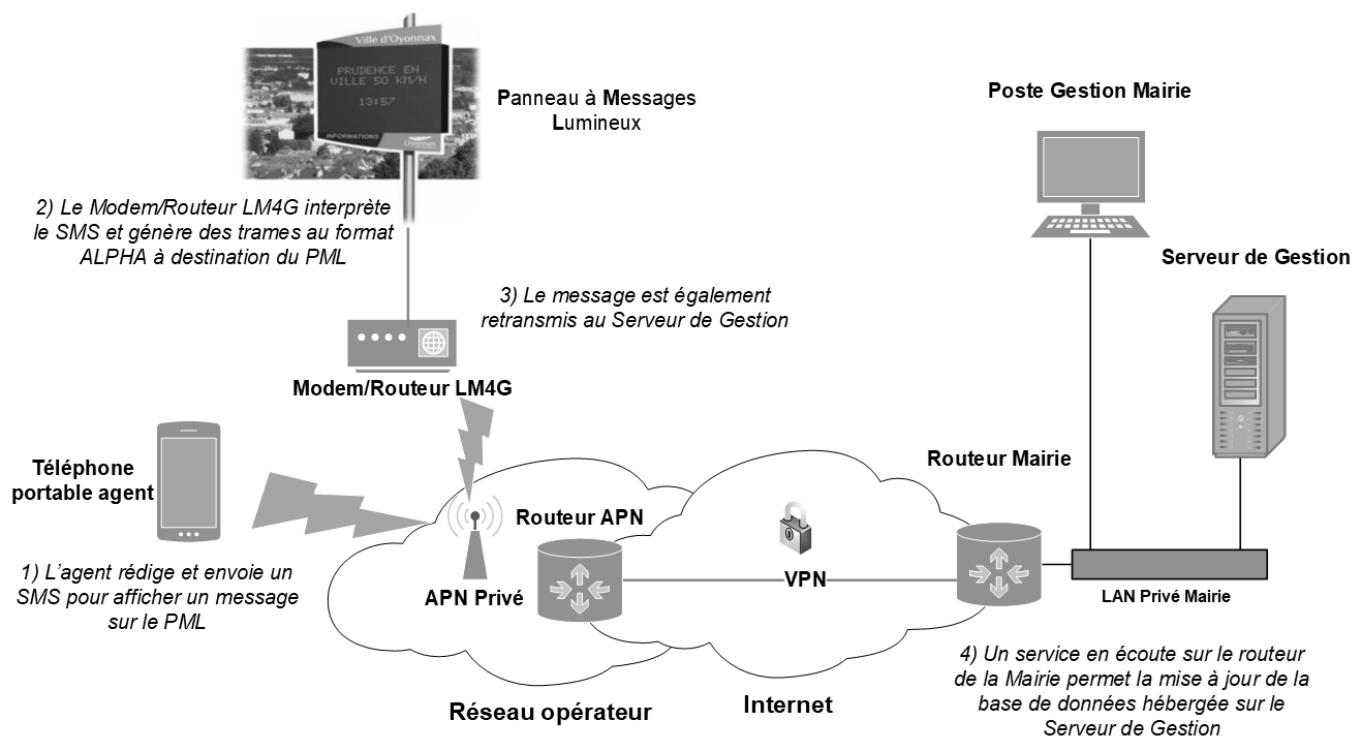 Ville d'Oyonnax
PRUDENCE EN
VILLE 50 KM/H
13:57
INFORMATIONS
Oyonnax
Panneau à Messages
Lumineux
Poste Gestion Mairie
2) Le Modem/Routeur LM4G interprète
le SMS et génère des trames au format
ALPHA à destination du PML
Serveur de Gestion
3) Le message est également
retransmis au Serveur de Gestion
Modem/Routeur LM4G
Téléphone
portable agent
Routeur Mairie
Routeur APN
1) L'agent rédige et envoie un
SMS pour afficher un message
sur le PML
APN Privé
VPN
LAN Privé Mairie
4) Un service en écoute sur le routeur
de la Mairie permet la mise à jour de la
base de données hébergée sur le
Serveur de Gestion
Réseau opérateur
Internet